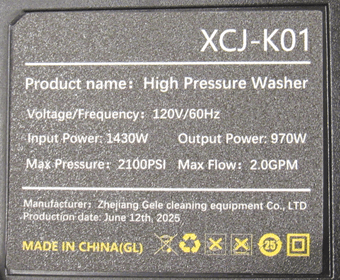 XCJ-K01
Product name: High Pressure Washer
Voltage/Frequency: 120V/60Hz
Input Power: 1430W Output Power: 970W
Max Pressure: 2100PSI Max Flow: 2.0GPM
Manufacturer: Zhejiang Gele cleaning equipment Co., LTD
Production date: June 12th, 2025
MADE IN CHINA(GL) 25